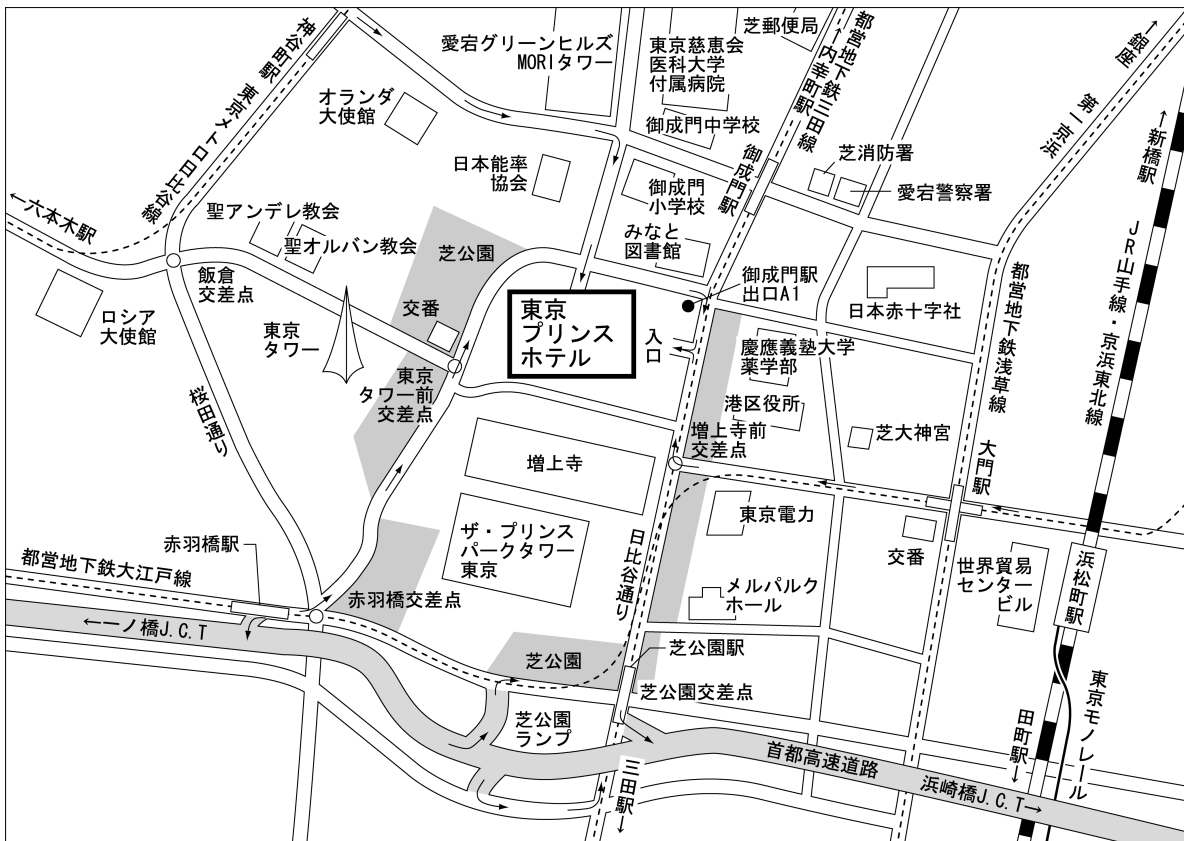 神谷町駅
東京メトロ日比谷線
愛宕グリーンヒルズ
MORIタワー
芝郵便局
東京慈恵会
医科大学
付属病院
都営地下鉄三田線
←内幸町駅
←銀座
第一京浜
←新橋駅
オランダ
大使館
御成門中学校
御成門駅
芝消防署
愛宕警察署
日本能率
協会
御成門
小学校
みなと
図書館
JR山手線・京浜東北線
←六本木駅
聖アンデレ教会
聖オルバン教会
芝公園
飯倉
交差点
ロシア
大使館
東京
タワー
交番
東京
プリンス
ホテル
入口
御成門駅
出口A1
日本赤十字社
都営地下鉄浅草線
慶應義塾大学
薬学部
港区役所
東京
タワー前
交差点
桜田通り
増上寺前
交差点
芝大神宮
大門駅
増上寺
ザ・プリンス
パークタワー
東京
東京電力
交番
世界貿易
センタービル
浜松町駅
赤羽橋駅
都営地下鉄大江戸線
赤羽橋交差点
日比谷通り
メルパルク
ホール
←一ノ橋J.C.T
芝公園
芝公園駅
芝公園交差点
芝公園
ランプ
三田駅→
首都高速道路
浜崎橋J.C.T→
田町駅→
東京モノレール